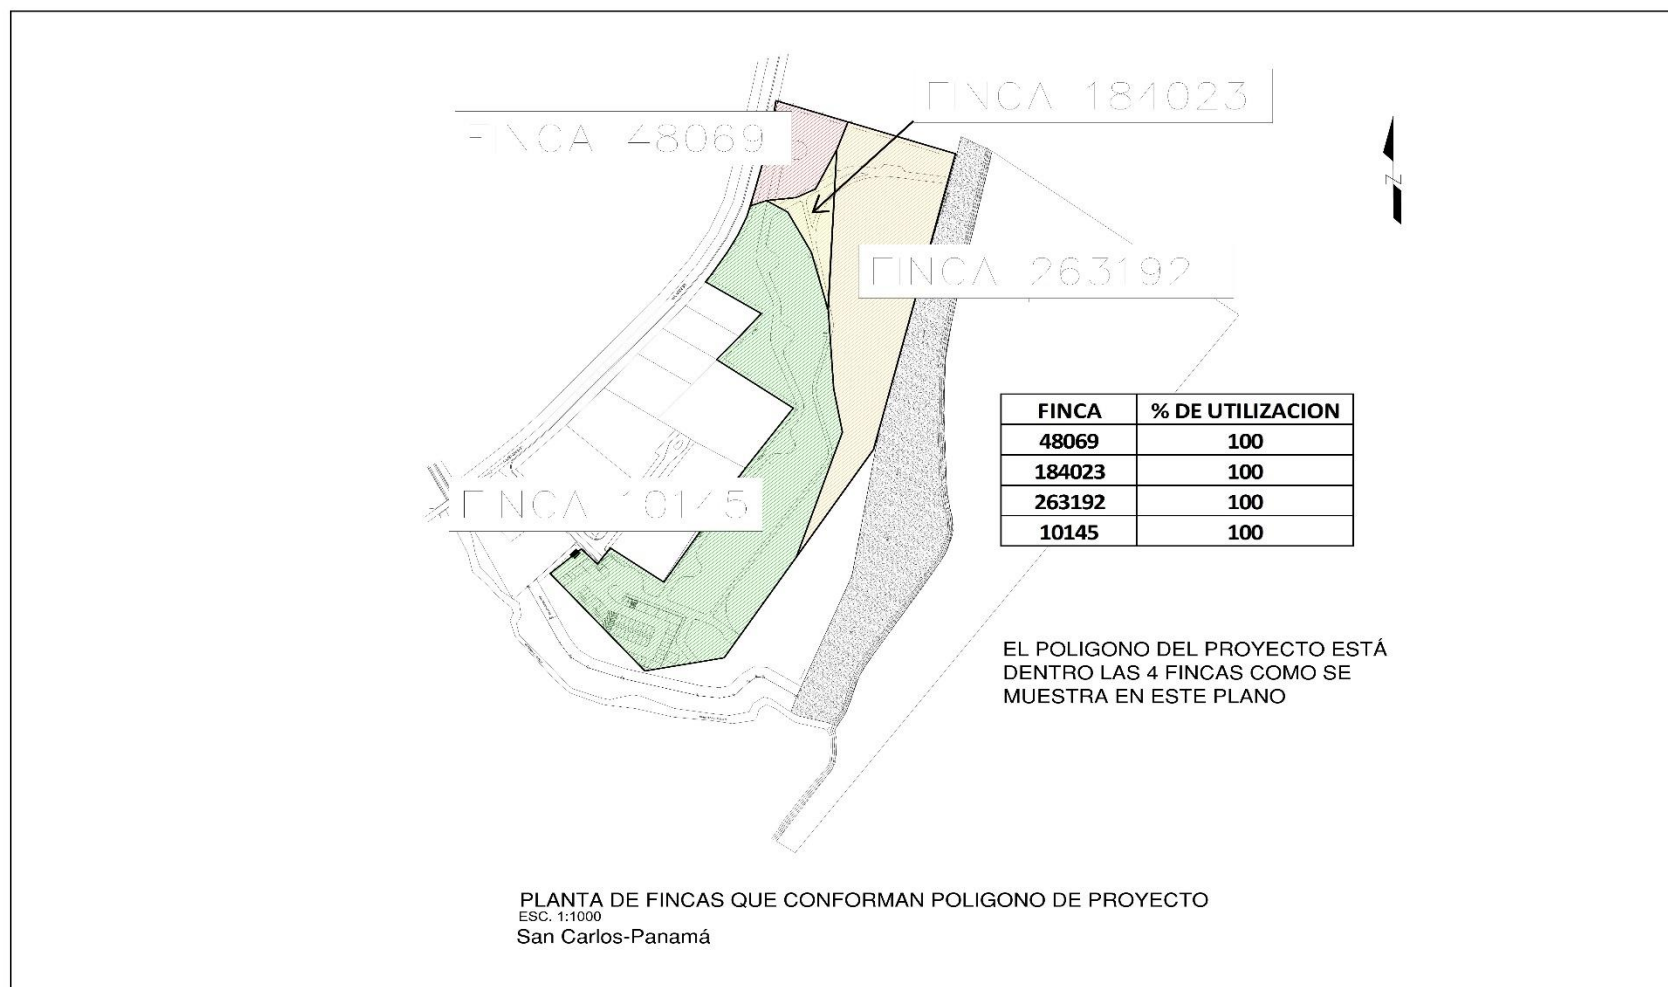 FINCA 184023
FINCA 48069
N
FINCA 263192
FINCA % DE UTILIZACION
48069 100
184023 100
263192 100
10145 100
FINCA 10145
EL POLIGONO DEL PROYECTO ESTÁ
DENTRO LAS 4 FINCAS COMO SE
MUESTRA EN ESTE PLANO
PLANTA DE FINCAS QUE CONFORMAN POLIGONO DE PROYECTO
ESC. 1:1000
San Carlos-Panamá